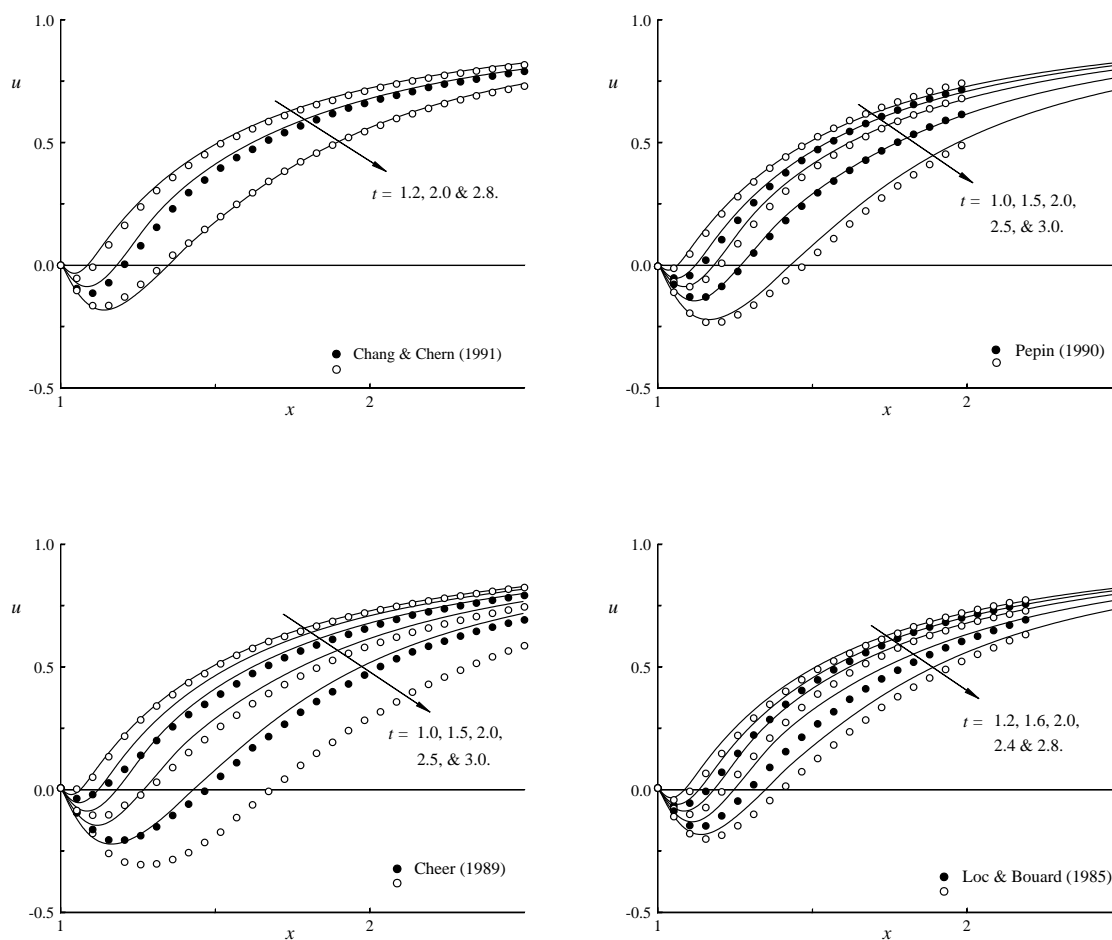 1.0
u
0.5
0.0
-0.5
1
2
x
t = 1.2, 2.0 & 2.8.
Chang & Chern (1991)
1.0
u
0.5
0.0
-0.5
1
2
x
t = 1.0, 1.5, 2.0,
2.5, & 3.0.
Pepin (1990)
1.0
u
0.5
0.0
-0.5
1
2
x
t = 1.0, 1.5, 2.0,
2.5, & 3.0.
Cheer (1989)
1.0
u
0.5
0.0
-0.5
1
2
x
t = 1.2, 1.6, 2.0,
2.4 & 2.8.
Loc & Bouard (1985)